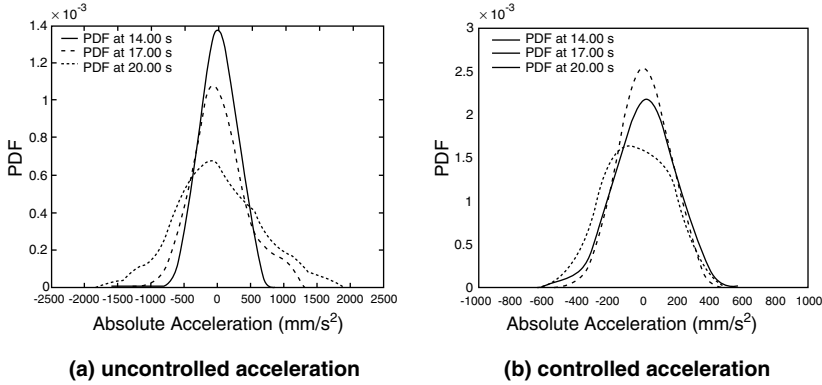 × 10⁻³
1.4
1.2
1
0.8
0.6
0.4
0.2
0
PDF
PDF at 14.00 s
PDF at 17.00 s
PDF at 20.00 s
-2500 -2000 -1500 -1000 -500 0 500 1000 1500 2000 2500
Absolute Acceleration (mm/s²)
(a) uncontrolled acceleration
× 10⁻³
3
2.5
2
1.5
1
0.5
0
PDF
PDF at 14.00 s
PDF at 17.00 s
PDF at 20.00 s
-1000 -800 -600 -400 -200 0 200 400 600 800 1000
Absolute Acceleration (mm/s²)
(b) controlled acceleration